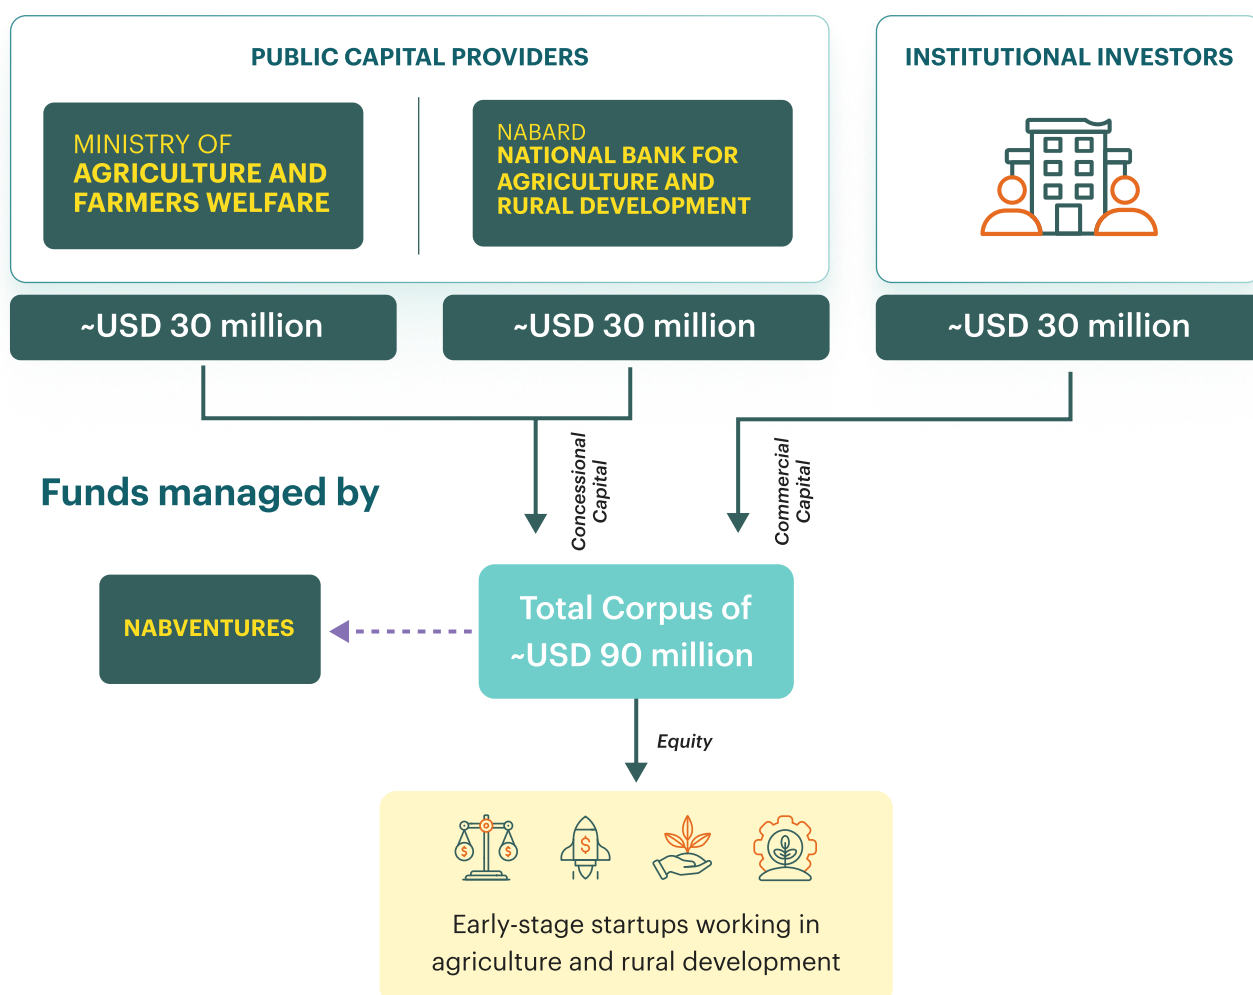 PUBLIC CAPITAL PROVIDERS
MINISTRY OF
AGRICULTURE AND
FARMERS WELFARE
NABARD
NATIONAL BANK FOR
AGRICULTURE AND
RURAL DEVELOPMENT
INSTITUTIONAL INVESTORS
~USD 30 million
~USD 30 million
~USD 30 million
Concessional
Capital
Commercial
Capital
Funds managed by
NABVENTURES
Total Corpus of
~USD 90 million
Equity
$ $
$
Early-stage startups working in
agriculture and rural development